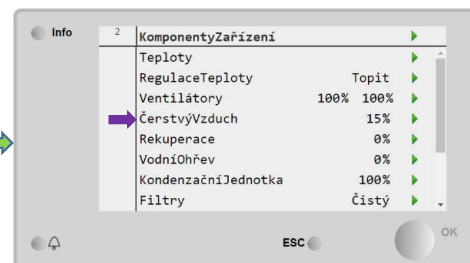 Info
2 KomponentyZařízení
Teploty
RegulaceTeploty Topit
Ventilátory 100% 100%
ČerstvýVzduch 15%
Rekuperace 0%
VodníOhřev 0%
KondenzačníJednotka 100%
Filtry Čistý
ESC
OK